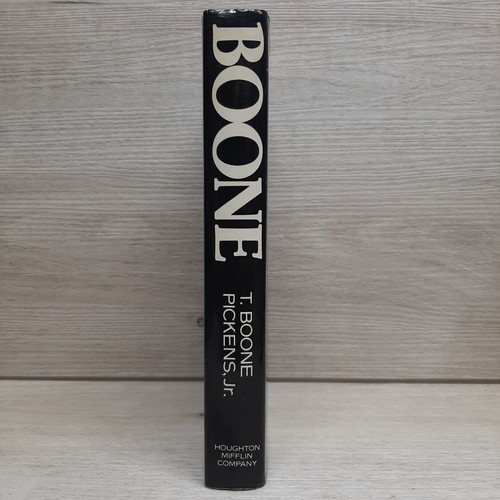 BOONE
T. BOONE
PICKENS, Jr.
HOUGHTON
MIFFLIN
COMPANY